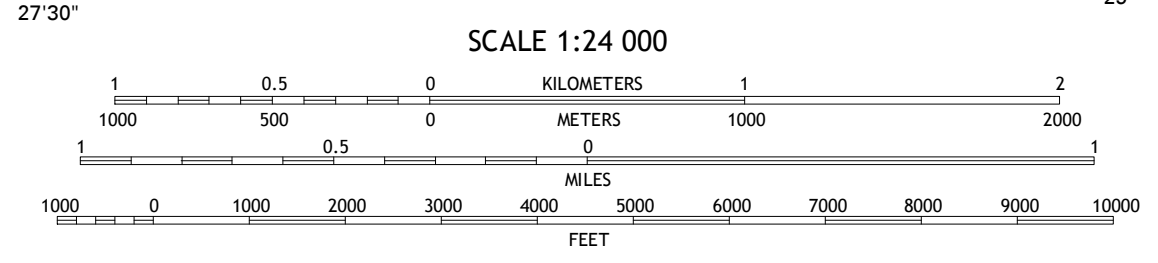 27'30"
SCALE 1:24 000
1 0.5 0 KILOMETERS 1 2
1000 500 0 METERS 1000 2000
1 0.5 0 1
MILES
1000 0 1000 2000 3000 4000 5000 6000 7000 8000 9000 10000
FEET